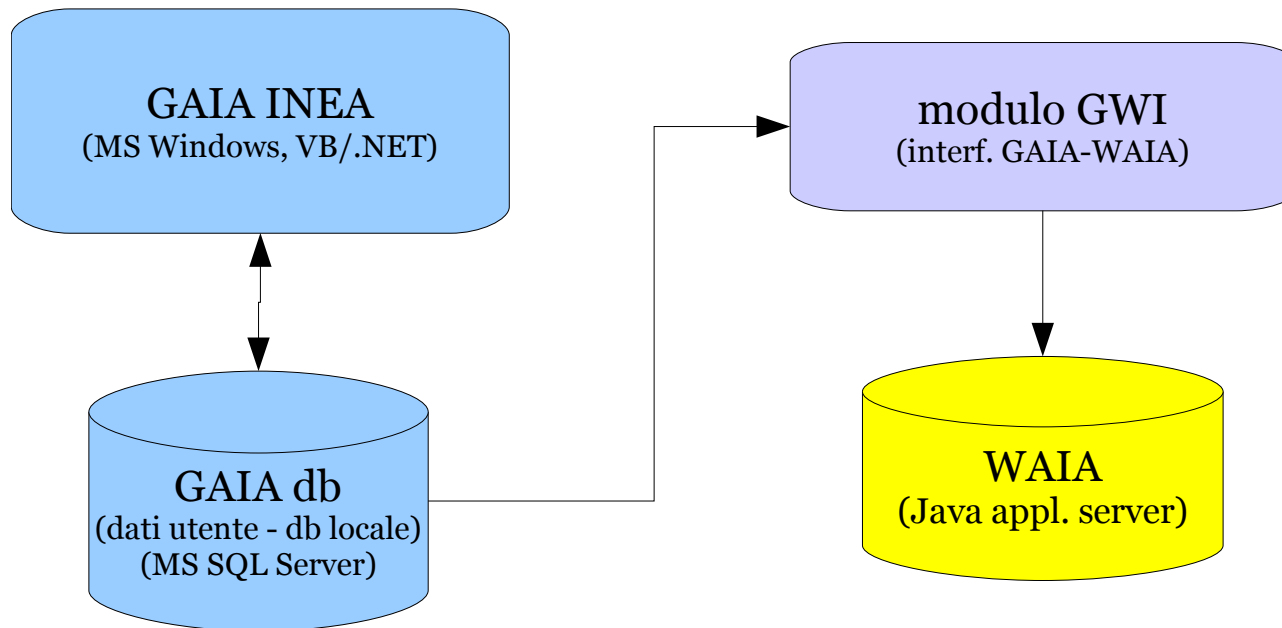 GAIA INEA
(MS Windows, VB/.NET)
modulo GWI
(interf. GAIA-WAIA)
GAIA db
(dati utente - db locale)
(MS SQL Server)
WAIA
(Java appl. server)